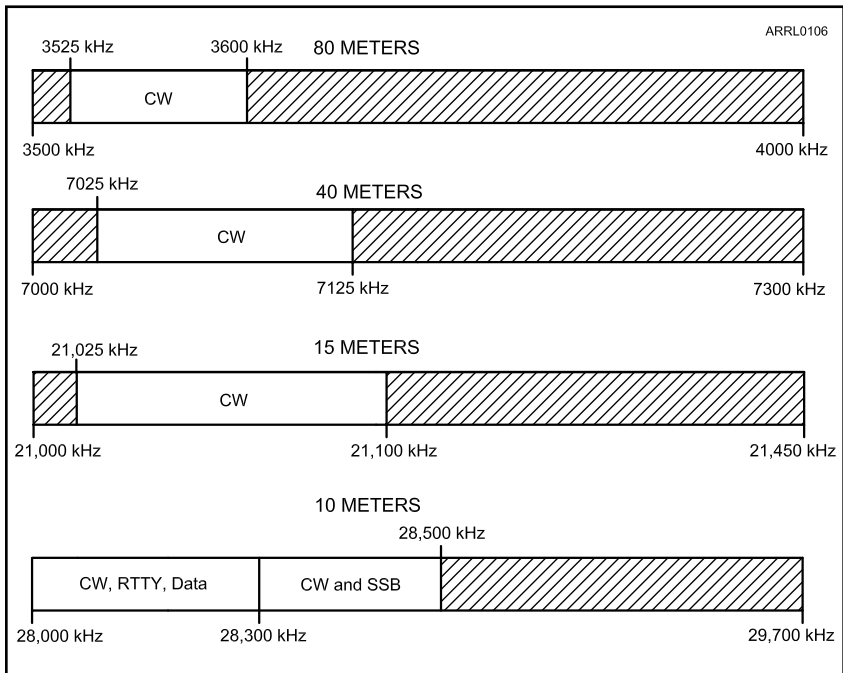 ARRL0106
3525 kHz 3600 kHz 80 METERS
CW
3500 kHz 4000 kHz
7025 kHz 40 METERS
CW
7000 kHz 7125 kHz 7300 kHz
21,025 kHz 15 METERS
CW
21,000 kHz 21,100 kHz 21,450 kHz
10 METERS
28,500 kHz
CW, RTTY, Data CW and SSB
28,000 kHz 28,300 kHz 29,700 kHz